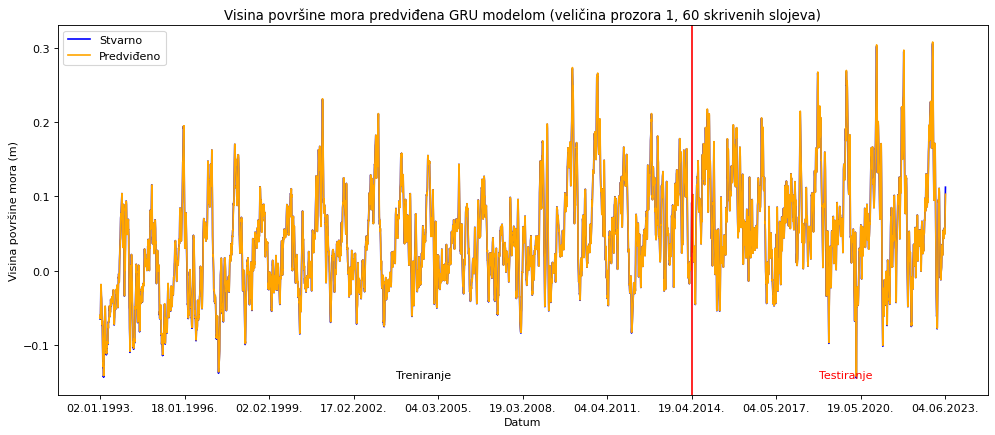 Visina površine mora predviđena GRU modelom (veličina prozora 1, 60 skrivenih slojeva)
Stvarno
Predviđeno
Visina površine mora (m)
0.3
0.2
0.1
0.0
−0.1
Treniranje
Testiranje
02.01.1993. 18.01.1996. 02.02.1999. 17.02.2002. 04.03.2005. 19.03.2008. 04.04.2011. 19.04.2014. 04.05.2017. 19.05.2020. 04.06.2023.
Datum